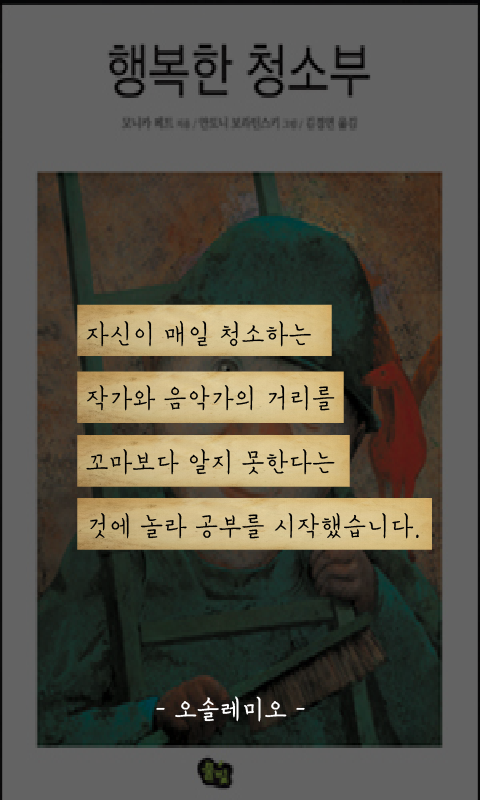 행복한 청소부
모니카 페트 지음 / 안토니 보라틴스키 그림 / 김경연 옮김
자신이 매일 청소하는
작가와 음악가의 거리를
꼬마보다 알지 못한다는
것에 놀라 공부를 시작했습니다.
- 오솔레미오 -
풀빛